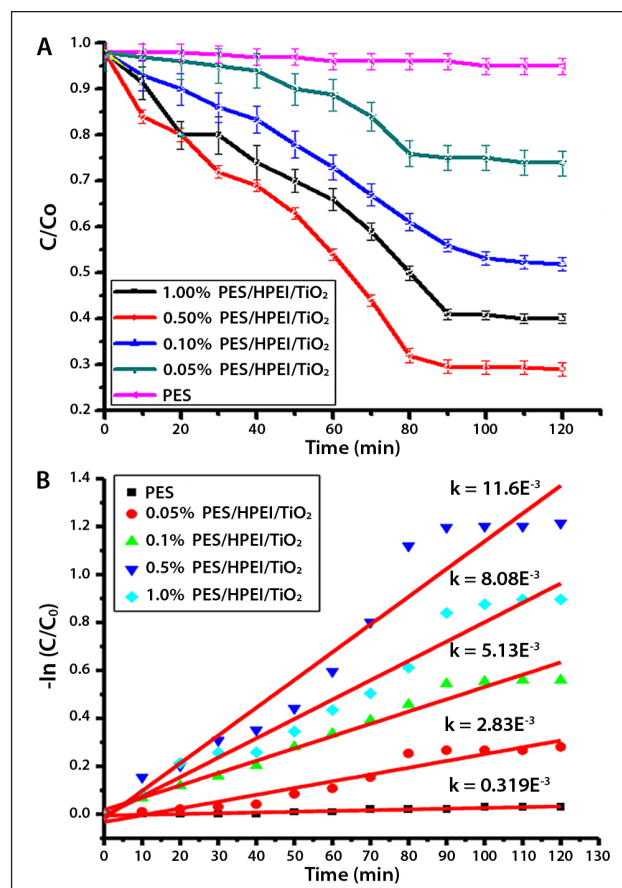 A
1.0
0.9
0.8
0.7
0.6
0.5
0.4
0.3
0.2
C/Co
1.00% PES/HPEI/TiO₂
0.50% PES/HPEI/TiO₂
0.10% PES/HPEI/TiO₂
0.05% PES/HPEI/TiO₂
PES
0 20 40 60 80 100 120
Time (min)
B
1.4
1.2
1.0
0.8
0.6
0.4
0.2
0.0
-ln (C/C₀)
PES
0.05% PES/HPEI/TiO₂
0.1% PES/HPEI/TiO₂
0.5% PES/HPEI/TiO₂
1.0% PES/HPEI/TiO₂
k = 11.6E⁻³
k = 8.08E⁻³
k = 5.13E⁻³
k = 2.83E⁻³
k = 0.319E⁻³
0 10 20 30 40 50 60 70 80 90 100 110 120 130
Time (min)